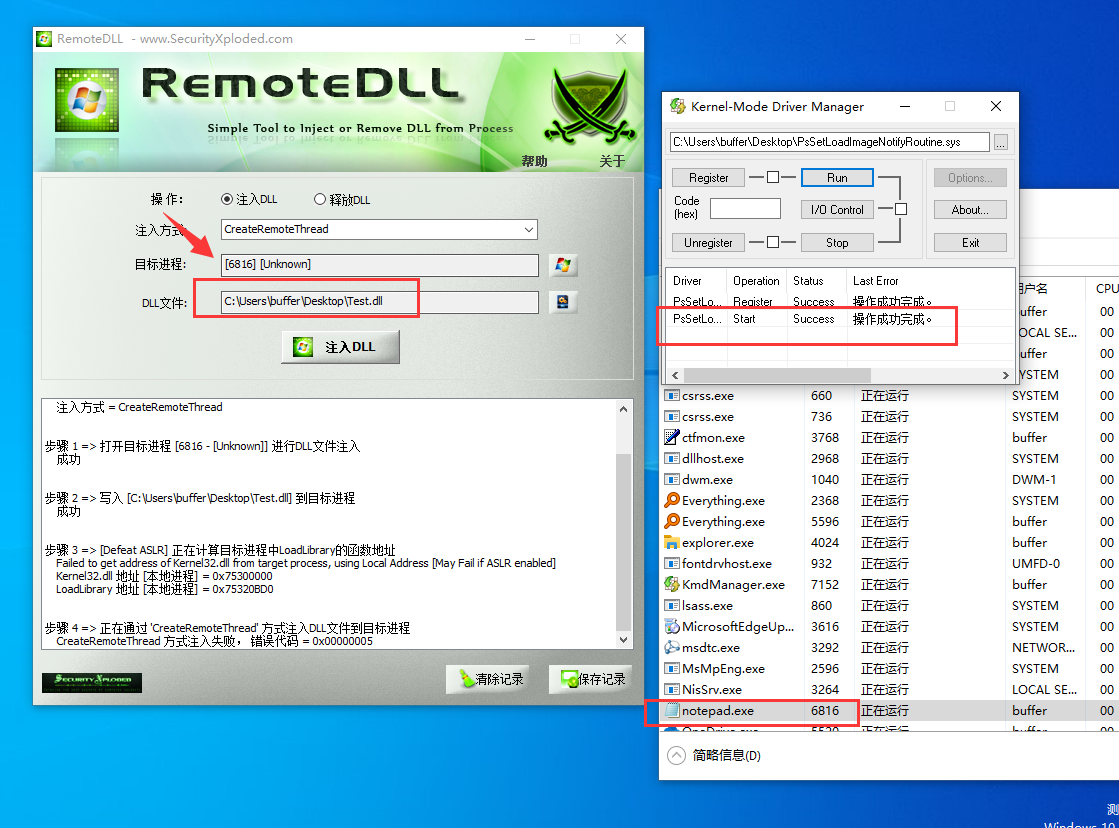 RemoteDLL - www.SecurityXploded.com
RemoteDLL
Simple Tool to Inject or Remove DLL from Process
帮助
关于
操作:
注入DLL
释放DLL
注入方式
CreateRemoteThread
目标进程:
[6816] [Unknown]
DLL文件:
C:\Users\buffer\Desktop\Test.dll
注入DLL
注入方式 = CreateRemoteThread
步骤 1 => 打开目标进程 [6816 - [Unknown]] 进行DLL文件注入
成功
步骤 2 => 写入 [C:\Users\buffer\Desktop\Test.dll] 到目标进程
成功
步骤 3 => [Defeat ASLR] 正在计算目标进程中LoadLibrary的函数地址
Failed to get address of Kernel32.dll from target process, using Local Address [May Fail if ASLR enabled]
Kernel32.dll 地址 [本地进程] = 0x75300000
LoadLibrary 地址 [本地进程] = 0x75320BD0
步骤 4 => 正在通过 'CreateRemoteThread' 方式注入DLL文件到目标进程
CreateRemoteThread 方式注入失败，错误代码 = 0x00000005
SecurityXploded
清除记录
保存记录
Kernel-Mode Driver Manager
C:\Users\buffer\Desktop\PsSetLoadImageNotifyRoutine.sys
...
Register
Run
Options...
Code (hex)
I/O Control
About...
Unregister
Stop
Exit
Driver Operation Status Last Error
PsSetLo... Register Success 操作成功完成。
PsSetLo... Start Success 操作成功完成。
户名 CPU
buffer 00
LOCAL SE... 00
buffer 00
SYSTEM 00
csrss.exe 660 正在运行 SYSTEM 00
csrss.exe 736 正在运行 SYSTEM 00
ctfmon.exe 3768 正在运行 buffer 00
dllhost.exe 2968 正在运行 SYSTEM 00
dwm.exe 1040 正在运行 DWM-1 00
Everything.exe 2368 正在运行 SYSTEM 00
Everything.exe 5596 正在运行 buffer 00
explorer.exe 4024 正在运行 buffer 00
fontdrvhost.exe 932 正在运行 UMFD-0 00
KmdManager.exe 7152 正在运行 buffer 00
lsass.exe 860 正在运行 SYSTEM 00
MicrosoftEdgeUp... 3616 正在运行 SYSTEM 00
msdtc.exe 3292 正在运行 NETWOR... 00
MsMpEng.exe 2596 正在运行 SYSTEM 00
NisSrv.exe 3264 正在运行 LOCAL SE... 00
notepad.exe 6816 正在运行 buffer 00
OneDrive.exe 5520 正在运行 buffer 00
简略信息(D)
测
Windows 10